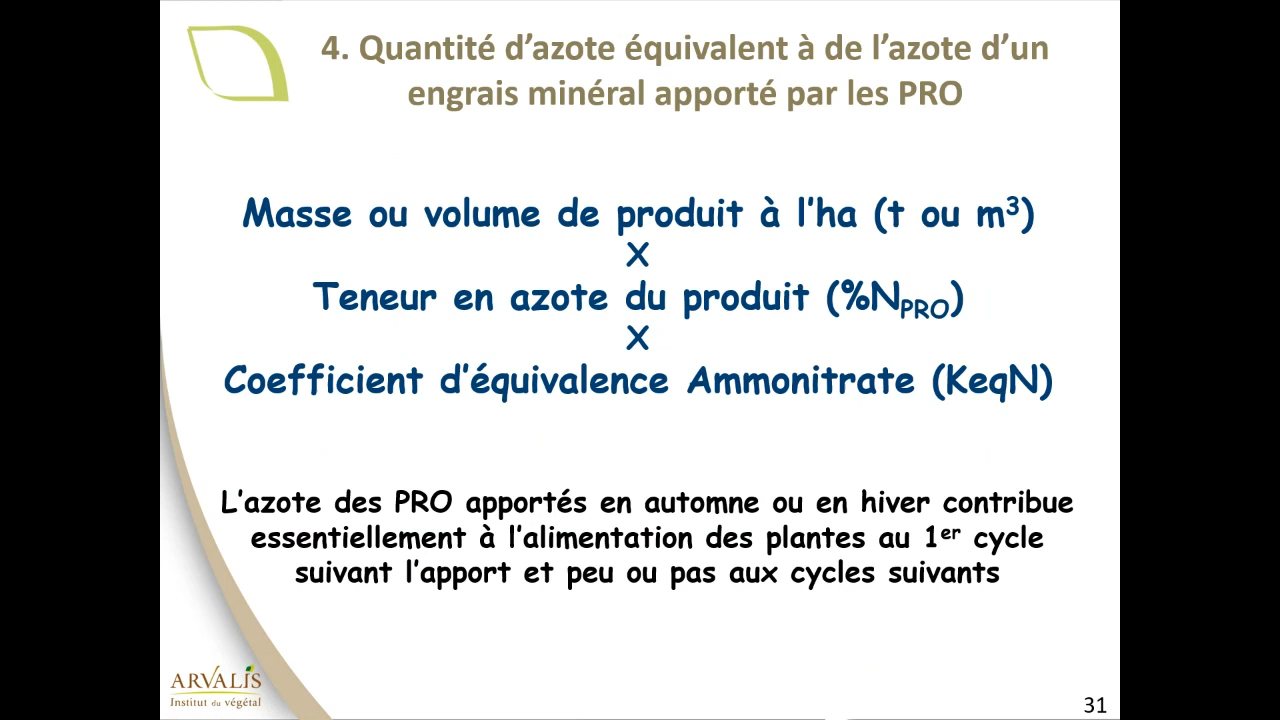 4. Quantité d’azote équivalent à de l’azote d’un
engrais minéral apporté par les PRO
Masse ou volume de produit à l’ha (t ou m³)
X
Teneur en azote du produit (%NPRO)
X
Coefficient d’équivalence Ammonitrate (KeqN)
L’azote des PRO apportés en automne ou en hiver contribue
essentiellement à l’alimentation des plantes au 1er cycle
suivant l’apport et peu ou pas aux cycles suivants
ARVALIS
Institut du végétal
31